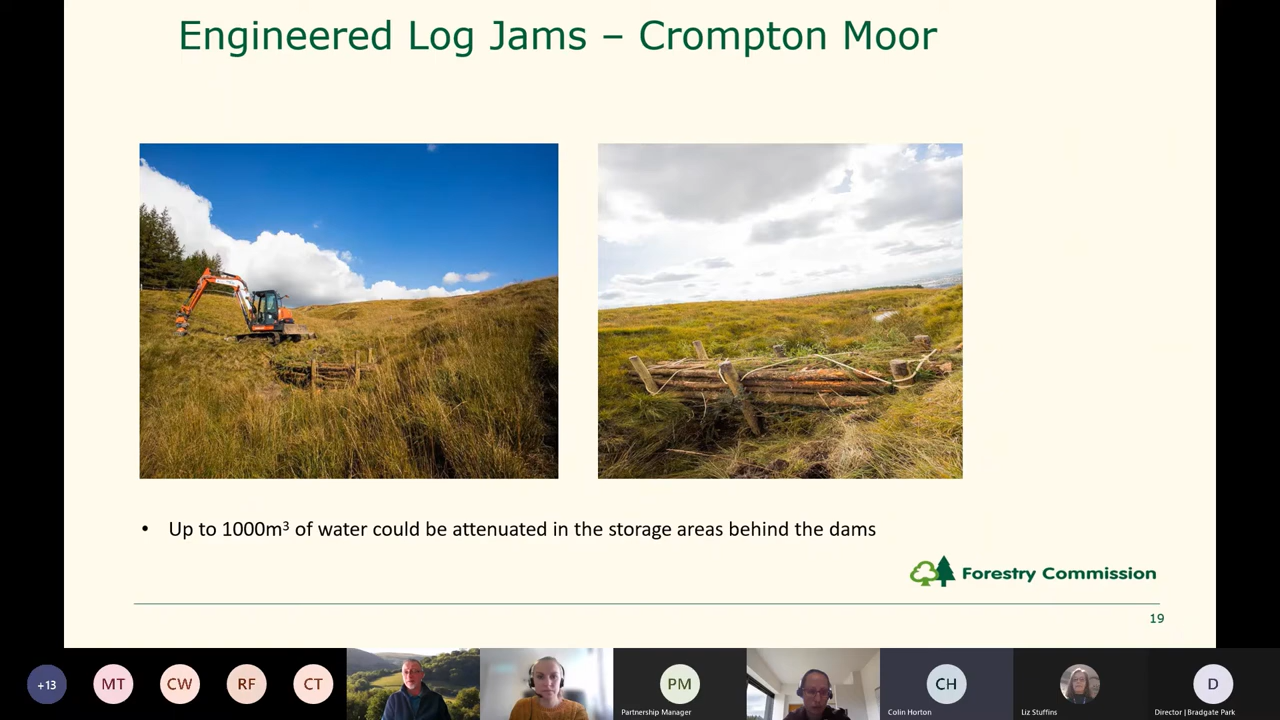 Engineered Log Jams – Crompton Moor
• Up to 1000m³ of water could be attenuated in the storage areas behind the dams
Forestry Commission
19
+13
MT
CW
RF
CT
PM
Partnership Manager
CH
Colin Horton
Liz Stuffins
D
Director | Bradgate Park